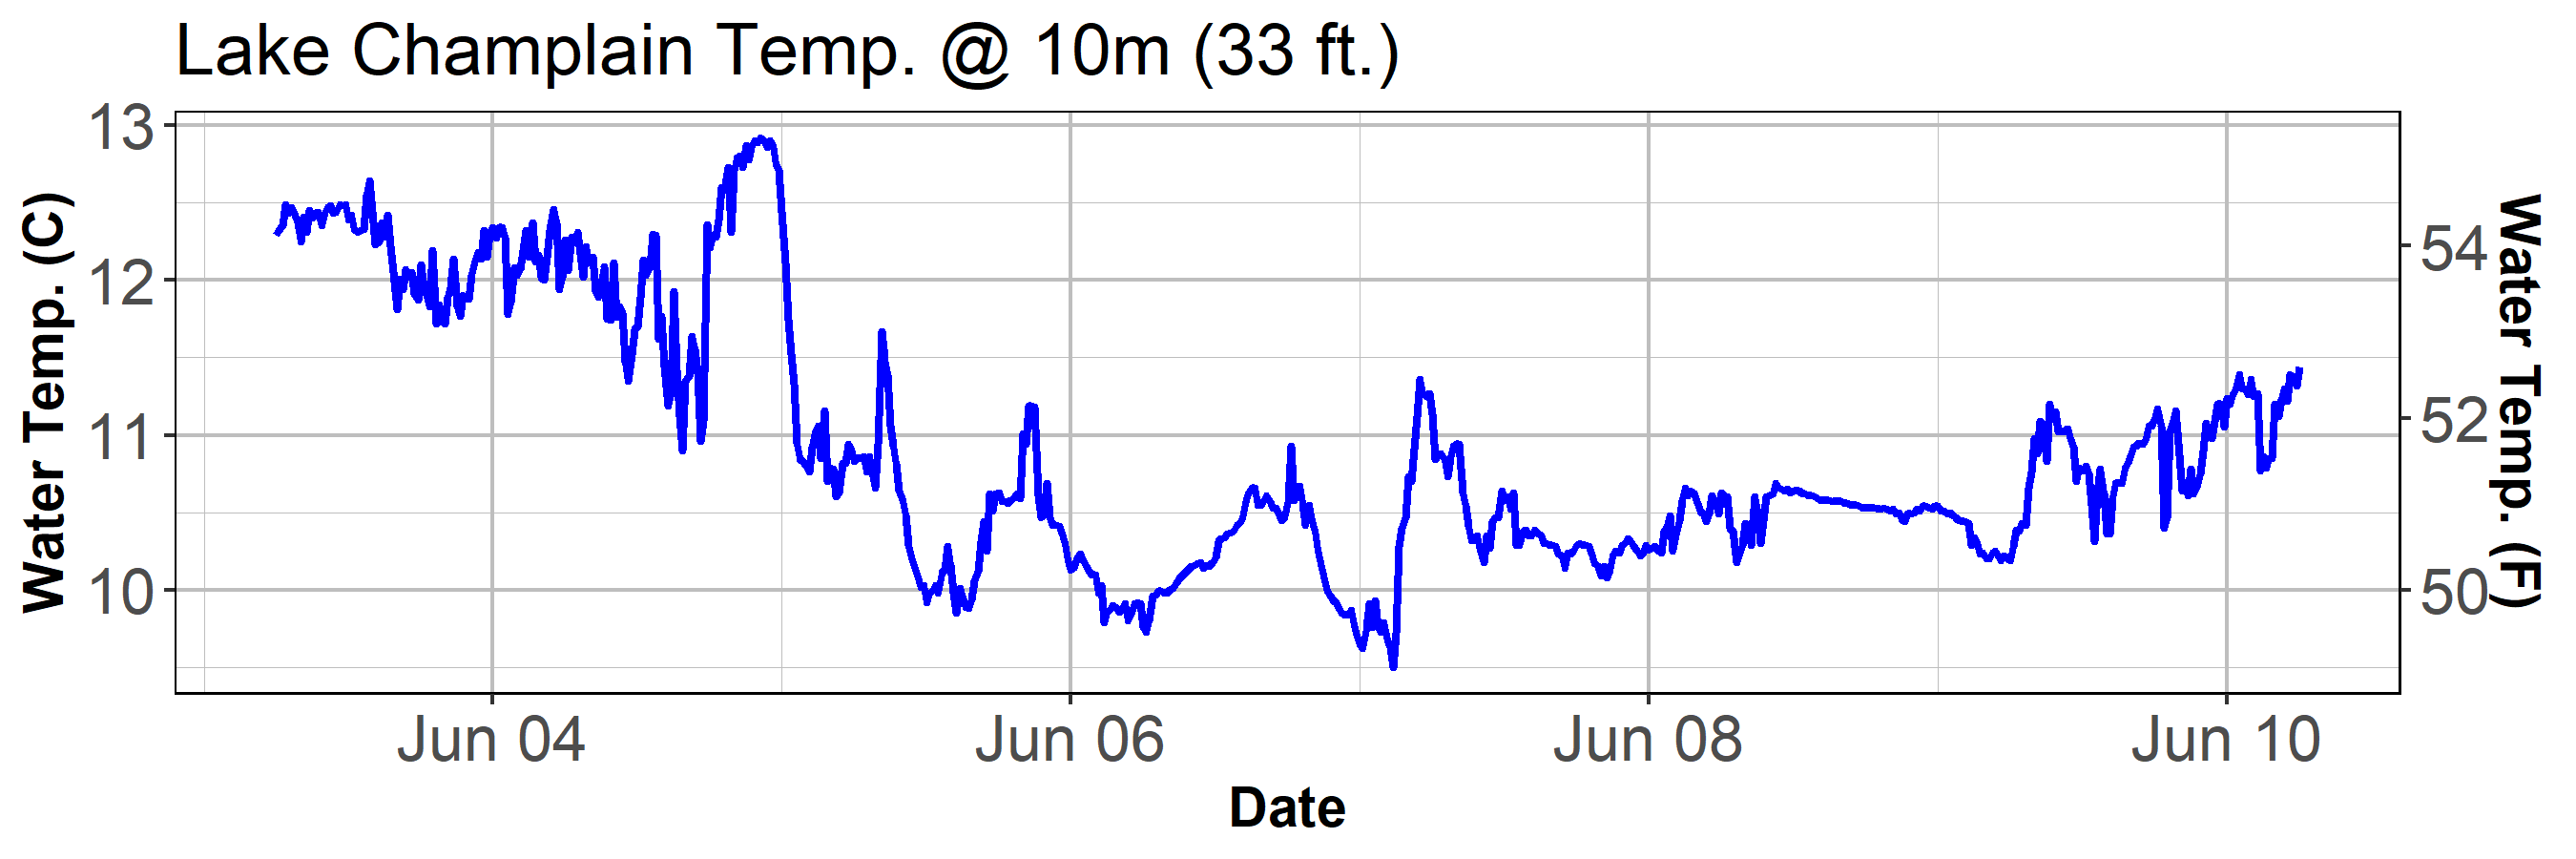 Lake Champlain Temp. @ 10m (33 ft.)
Water Temp. (C)
13
12
11
10
54
52
50
Water Temp. (F)
Jun 04 Jun 06 Jun 08 Jun 10
Date